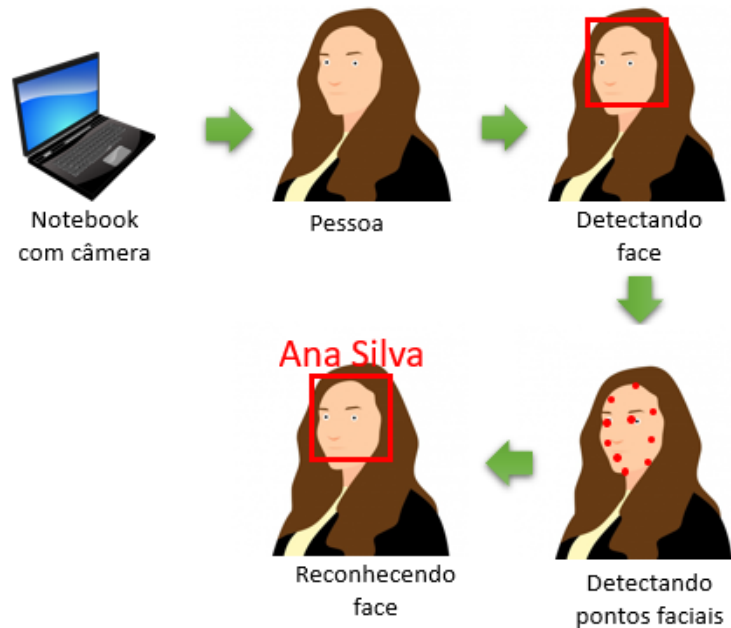 Notebook
com câmera
Pessoa
Detectando
face
Ana Silva
Reconhecendo
face
Detectando
pontos faciais